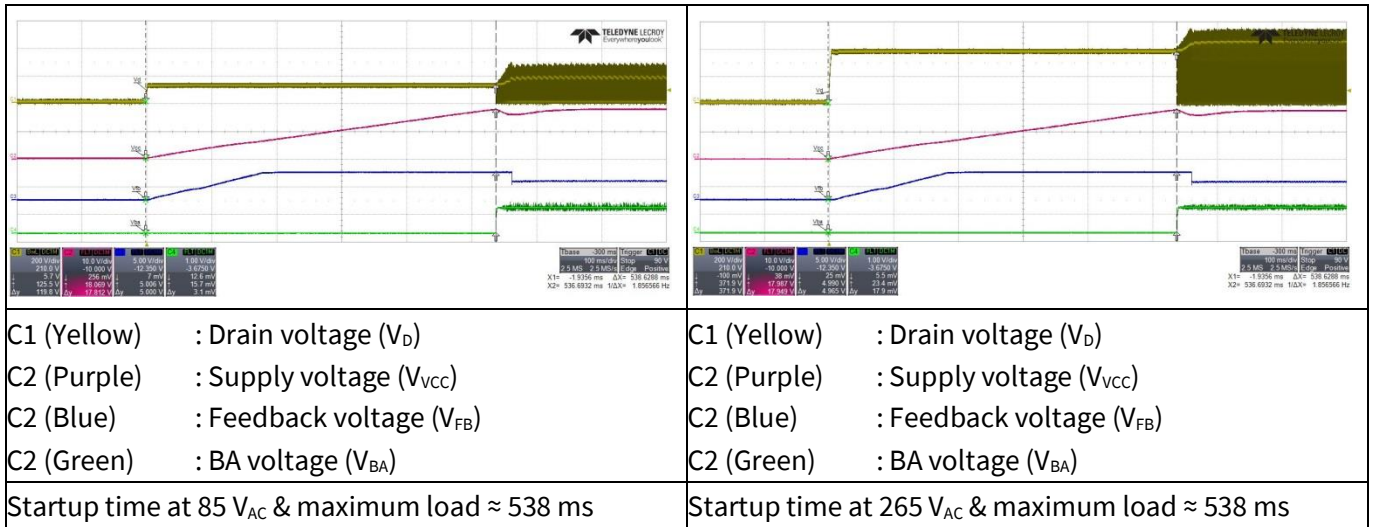 TELEDYNE LECROY
Everywhereyoulook
Tbase -300 ms Trigger
100 ms/div Stop 90 V
2.5 MS 2.5 MS/s Edge Positive
X1= -1.9356 ms ΔX= 538.6288 ms
X2= 536.6932 ms 1/ΔX= 1.856566 Hz
200 V/div 10.0 V/div 5.00 V/div 1.00 V/div
210.0 V -10.000 V -12.350 V -3.6750 V
5.7 V 256 mV 7 mV 12.6 mV
125.5 V 18.069 V 5.006 V 15.7 mV
119.8 V Δy 17.812 V Δy 5.000 V Δy 3.1 mV
Tbase -300 ms Trigger
100 ms/div Stop 90 V
2.5 MS 2.5 MS/s Edge Positive
X1= -1.9356 ms ΔX= 538.6288 ms
X2= 536.6932 ms 1/ΔX= 1.856566 Hz
200 V/div 10.0 V/div 5.00 V/div 1.00 V/div
210.0 V -10.000 V -12.350 V -3.6750 V
-100 mV 38 mV 25 mV 5.5 mV
371.9 V 17.987 V 4.990 V 23.4 mV
371.9 V Δy 17.949 V Δy 4.965 V Δy 17.9 mV
C1 (Yellow) : Drain voltage (VD)
C2 (Purple) : Supply voltage (VVCC)
C2 (Blue) : Feedback voltage (VFB)
C2 (Green) : BA voltage (VBA)
C1 (Yellow) : Drain voltage (VD)
C2 (Purple) : Supply voltage (VVCC)
C2 (Blue) : Feedback voltage (VFB)
C2 (Green) : BA voltage (VBA)
Startup time at 85 VAC & maximum load ≈ 538 ms
Startup time at 265 VAC & maximum load ≈ 538 ms